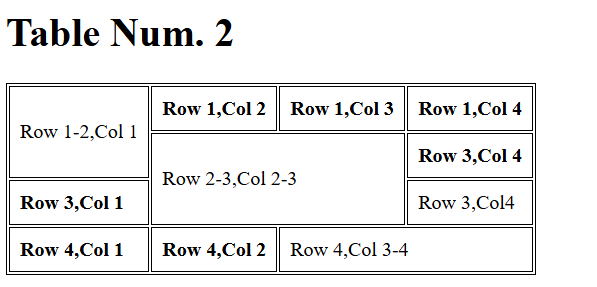 Table Num. 2
Row 1-2,Col 1
Row 1,Col 2
Row 1,Col 3
Row 1,Col 4
Row 2-3,Col 2-3
Row 3,Col 4
Row 3,Col 1
Row 3,Col4
Row 4,Col 1
Row 4,Col 2
Row 4,Col 3-4